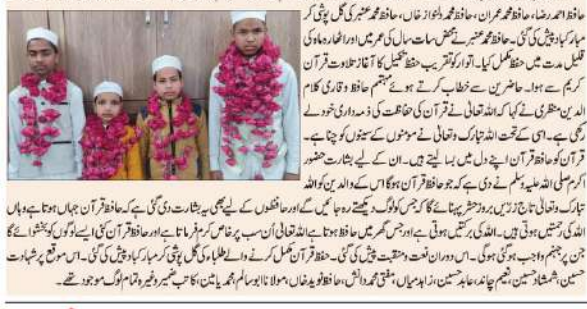 حافظ احمد رضا، حافظ محمد عمران، حافظ محمد دلنواز خاں، حافظ محمد عنبر کی گل پوشی کر
مبارکباد پیش کی گئی۔ حافظ محمد عنبر نے محض سات سال کی عمر میں اور اٹھارہ ماہ کی
قلیل مدت میں حفظ مکمل کیا۔ اتوار کو تقریب حفظ تکمیل کا آغاز تلاوت قرآن
کریم سے ہوا۔ حاضرین سے خطاب کرتے ہوئے مہتمم حافظ و قاری کلام
الدین منظری نے کہا کہ اللہ تعالیٰ نے قرآن کی حفاظت کی ذمہ داری خود لے
رکھی ہے۔ اسی کے تحت اللہ تبارک و تعالیٰ نے مومنوں کے سینوں کو چنا ہے۔
قرآن کو حافظ قرآن اپنے دل میں بسا لیتے ہیں۔ ان کے لیے بشارت حضور
اکرم صلی اللہ علیہ وسلم نے دی ہے کہ جو حافظ قرآن ہوگا اس کے والدین کو اللہ
تبارک و تعالیٰ تاج زریں بروز حشر پہنائے گا کہ جس کو لوگ دیکھتے رہ جائیں گے اور حافظوں کے لیے بھی یہ بشارت دی گئی ہے کہ حافظ قرآن جہاں ہوتا ہے وہاں
اللہ کی رحمتیں ہوتی ہیں۔ اللہ کی برکتیں ہوتی ہے اور جس گھر میں حافظ ہوتا ہے اللہ تعالیٰ اُن سب پر خاص کرم فرماتا ہے اور حافظ قرآن کئی ایسے لوگوں کو بخشوائے گا
جن پر جہنم واجب ہو گئی ہوگی۔ اس دوران نعت و منقبت پیش کی گئی۔ حفظ قرآن مکمل کرنے والے طلباء کی گل پوشی کر مبارکباد پیش کی گئی۔ اس موقع پر شہادت
حسین، شمشاد حسین، نعیم چاند، عابد حسین، زاہد میاں، مفتی محمد دانش، حافظ نوید خاں، مولانا ابو سالم، محمد یامین، کاتب ضمیر وغیرہ تمام لوگ موجود تھے۔